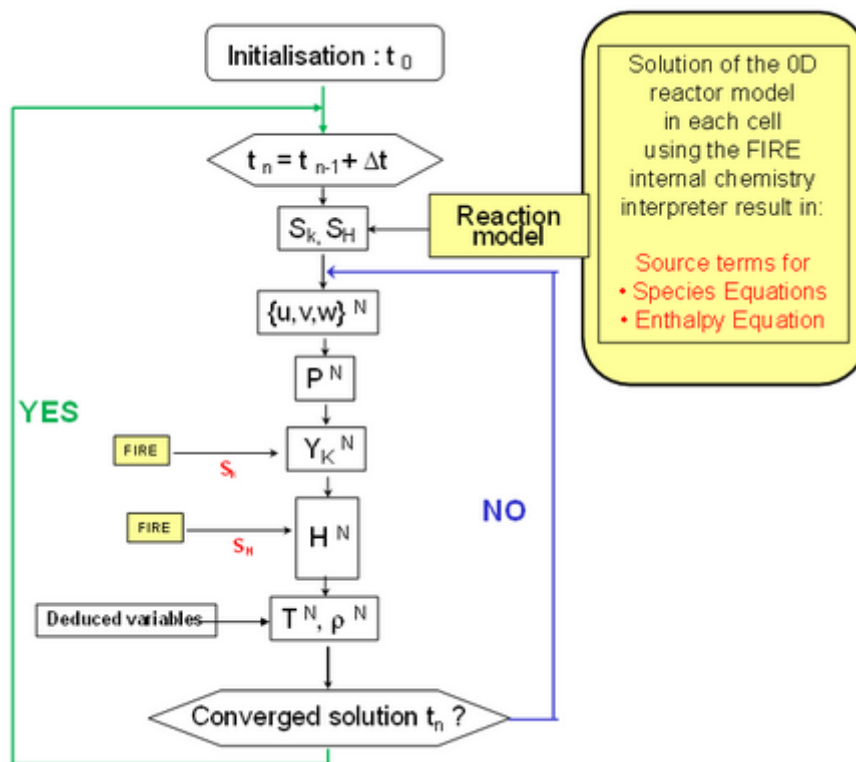 Initialisation : t 0
t n = t n-1 + Δt
S k, S H
Reaction
model
{u,v,w} N
P N
YES
FIRE
S k
Y K N
NO
FIRE
S H
H N
Deduced variables
T N, ρ N
Converged solution t n ?
Solution of the 0D
reactor model
in each cell
using the FIRE
internal chemistry
interpreter result in:
Source terms for
• Species Equations
• Enthalpy Equation